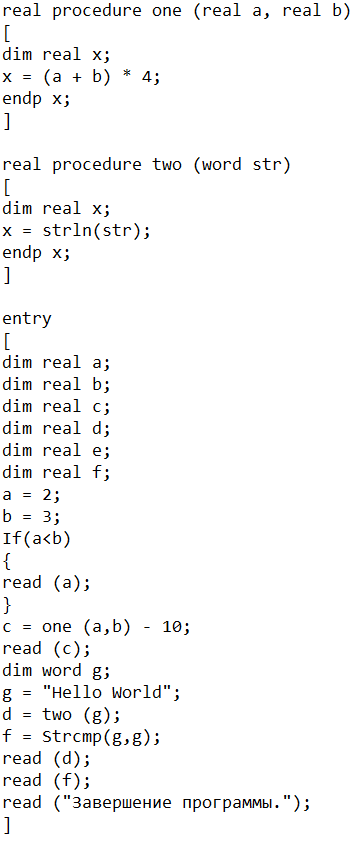 real procedure one (real a, real b)
[
dim real x;
x = (a + b) * 4;
endp x;
]
real procedure two (word str)
[
dim real x;
x = strln(str);
endp x;
]
entry
[
dim real a;
dim real b;
dim real c;
dim real d;
dim real e;
dim real f;
a = 2;
b = 3;
If(a<b)
{
read (a);
}
c = one (a,b) - 10;
read (c);
dim word g;
g = "Hello World";
d = two (g);
f = Strcmp(g,g);
read (d);
read (f);
read ("Завершение программы.");
]